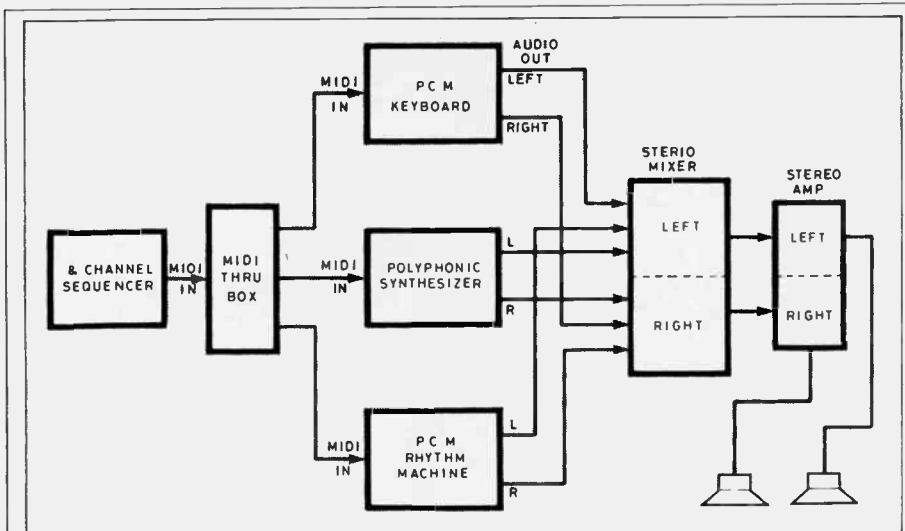 AUDIO
OUT
MIDI
IN
PCM
KEYBOARD
LEFT
RIGHT
STERIO
MIXER
STEREO
AMP
& CHANNEL
SEQUENCER
MIDI
IN
MIDI
THRU
BOX
MIDI
IN
POLYPHONIC
SYNTHESIZER
L
R
LEFT
RIGHT
LEFT
RIGHT
MIDI
IN
PCM
RHYTHM
MACHINE
L
R